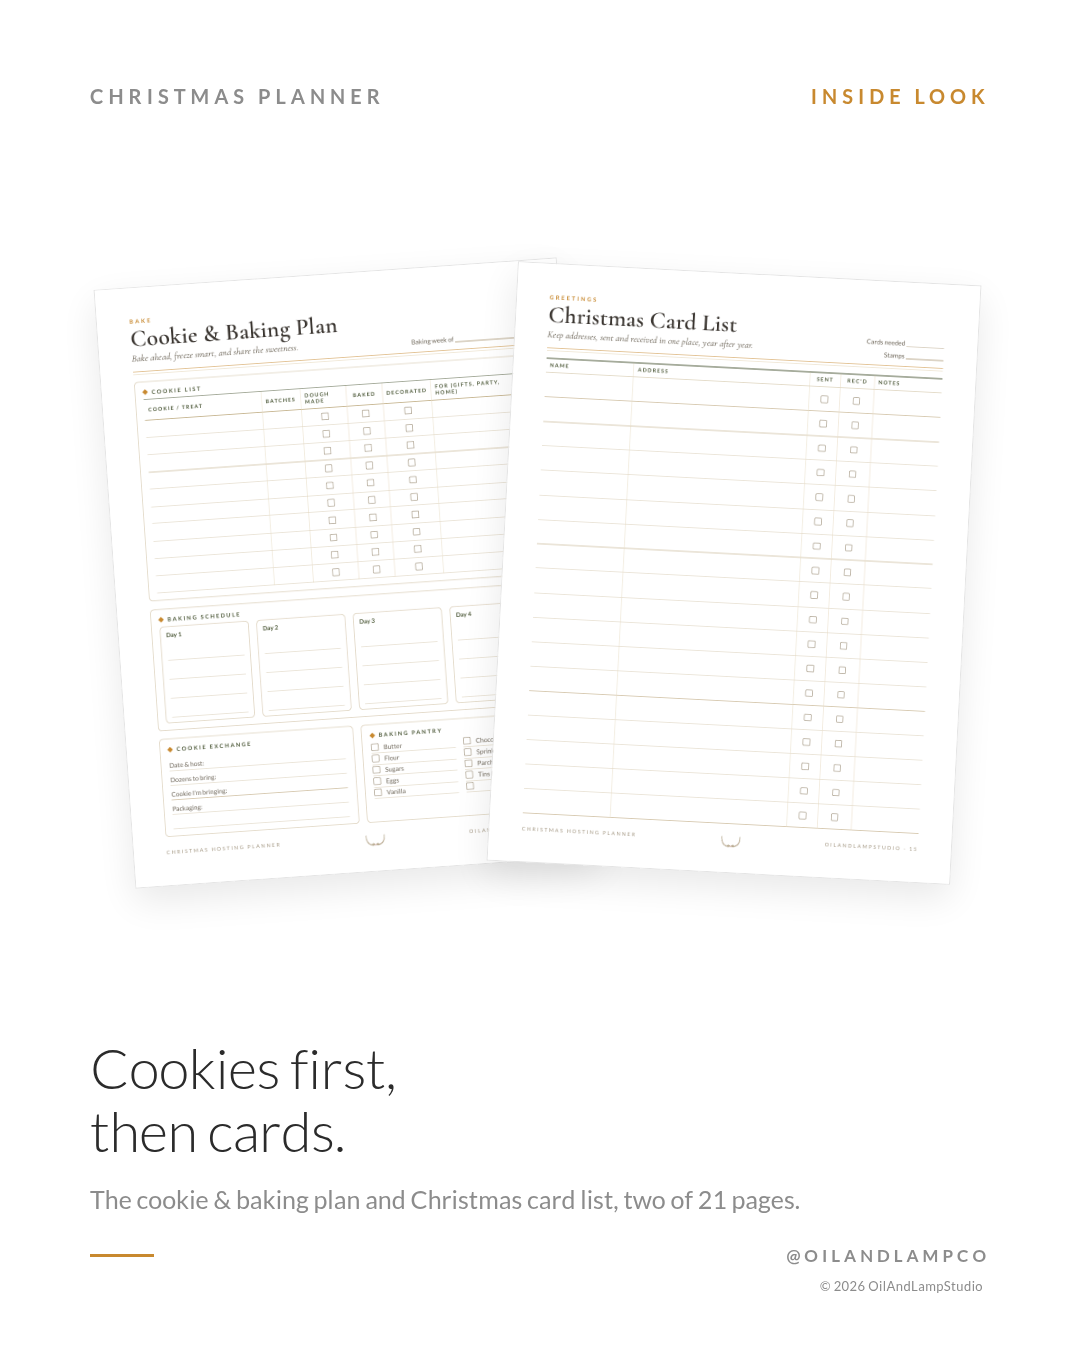 CHRISTMAS PLANNER
INSIDE LOOK
BAKE
Cookie & Baking Plan
Bake ahead, freeze smart, and share the sweetness.
Baking week of
COOKIE LIST
COOKIE / TREAT
BATCHES
DOUGH MADE
BAKED
DECORATED
FOR (GIFTS, PARTY, HOME)
BAKING SCHEDULE
Day 1
Day 2
Day 3
Day 4
COOKIE EXCHANGE
Date & host:
Dozens to bring:
Cookie I'm bringing:
Packaging:
BAKING PANTRY
Butter
Flour
Sugars
Eggs
Vanilla
CHRISTMAS HOSTING PLANNER
GREETINGS
Christmas Card List
Keep addresses, sent and received in one place, year after year.
Cards needed
Stamps
NAME
ADDRESS
SENT
REC'D
NOTES
CHRISTMAS HOSTING PLANNER
OILANDLAMPSTUDIO · 15
Cookies first,
then cards.
The cookie & baking plan and Christmas card list, two of 21 pages.
@OILANDLAMPCO
© 2026 OilAndLampStudio